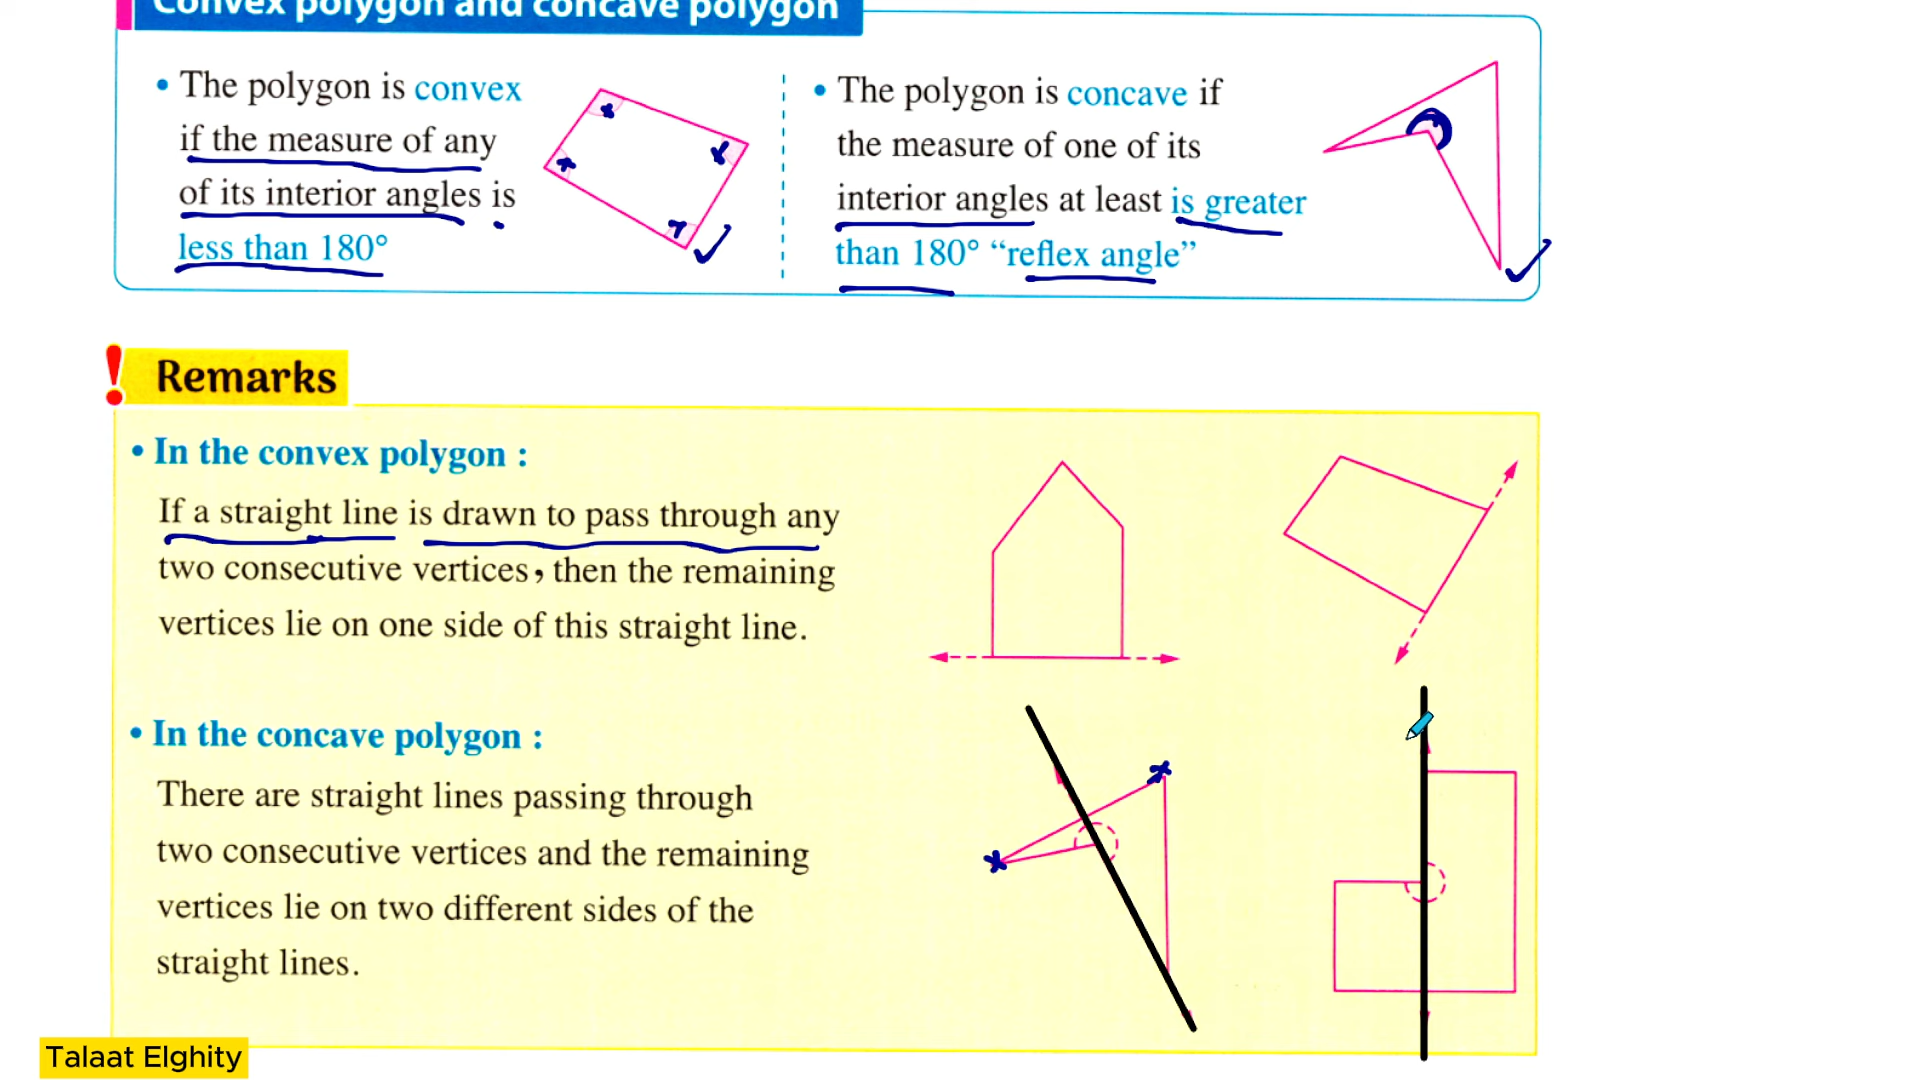 Convex polygon and concave polygon
• The polygon is convex
if the measure of any
of its interior angles is
less than 180°
• The polygon is concave if
the measure of one of its
interior angles at least is greater
than 180° “reflex angle”
! Remarks
• In the convex polygon :
If a straight line is drawn to pass through any
two consecutive vertices, then the remaining
vertices lie on one side of this straight line.
• In the concave polygon :
There are straight lines passing through
two consecutive vertices and the remaining
vertices lie on two different sides of the
straight lines.
Talaat Elghity